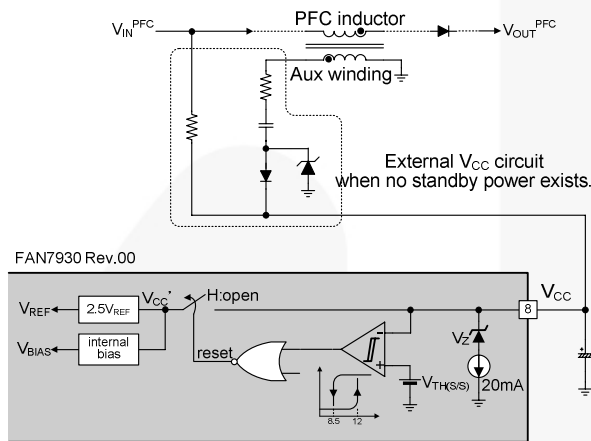 PFC inductor
V_IN^PFC
V_OUT^PFC
Aux winding
External V_CC circuit
when no standby power exists.
FAN7930 Rev.00
V_REF
2.5V_REF
V_CC'
H:open
8
V_CC
V_BIAS
internal
bias
reset
V_Z
V_TH(S/S)
20mA
8.5
12
-
+
+